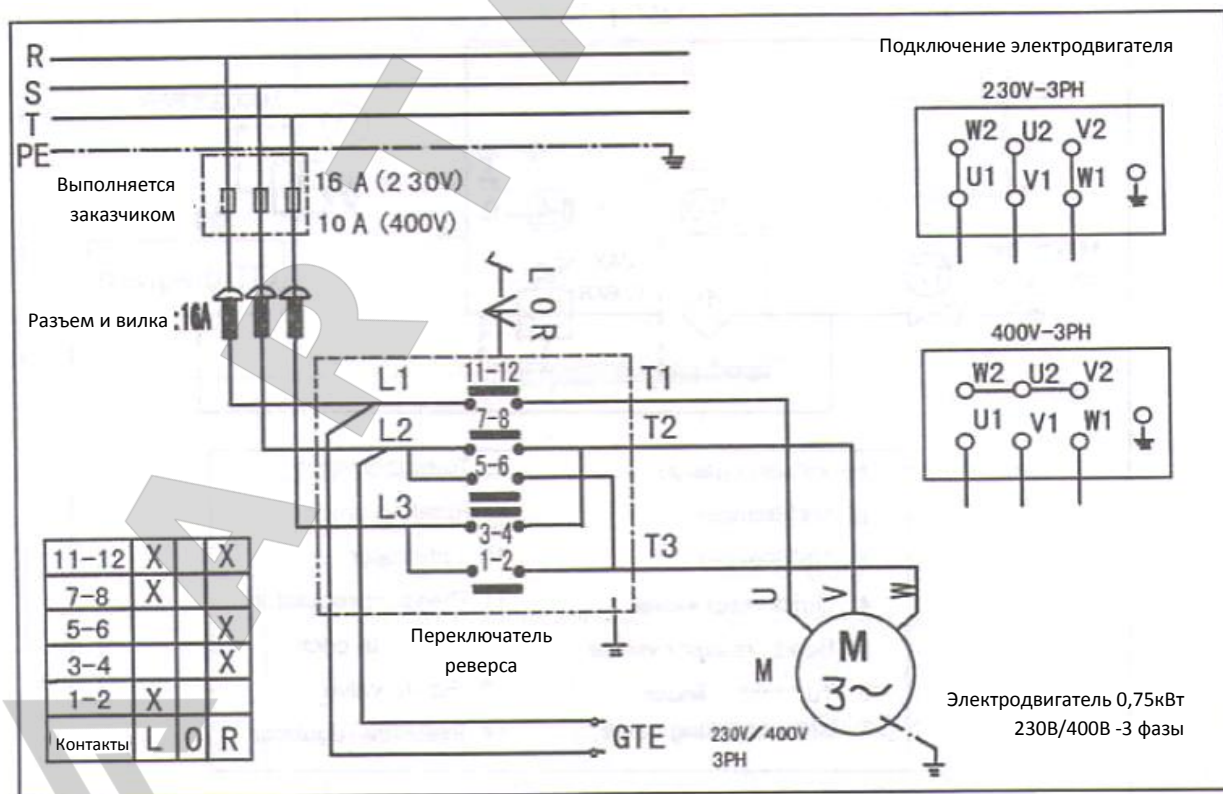 R
S
T
PE
Подключение электродвигателя
230V-3PH
W2 U2 V2
U1 V1 W1
Выполняется
заказчиком
16 A (230V)
10 A (400V)
Разъем и вилка :16A
L O R
400V-3PH
W2 U2 V2
U1 V1 W1
L1
11-12
T1
7-8
L2
T2
5-6
L3
3-4
T3
1-2
11-12 X X
7-8 X
5-6 X
3-4 X
1-2 X
Контакты L O R
Переключатель
реверса
U V W
M
M
3~
GTE
230V/400V
3PH
Электродвигатель 0,75кВт
230В/400В -3 фазы